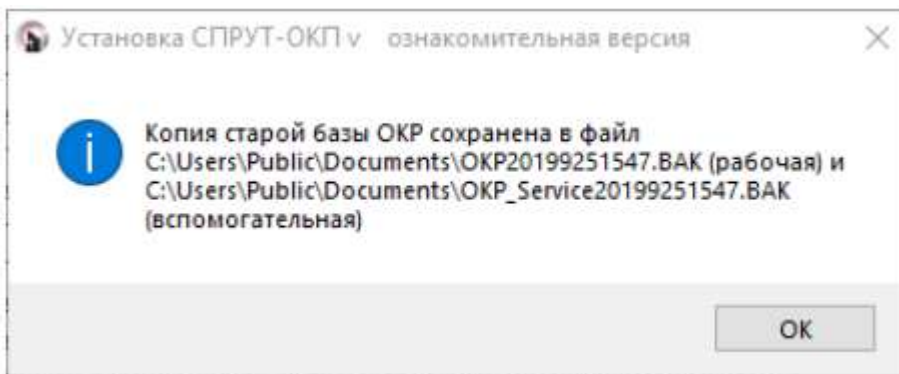 Установка СПРУТ-ОКП v ознакомительная версия
Копия старой базы OKP сохранена в файл
C:\Users\Public\Documents\OKP20199251547.BAK (рабочая) и
C:\Users\Public\Documents\OKP_Service20199251547.BAK
(вспомогательная)
OK